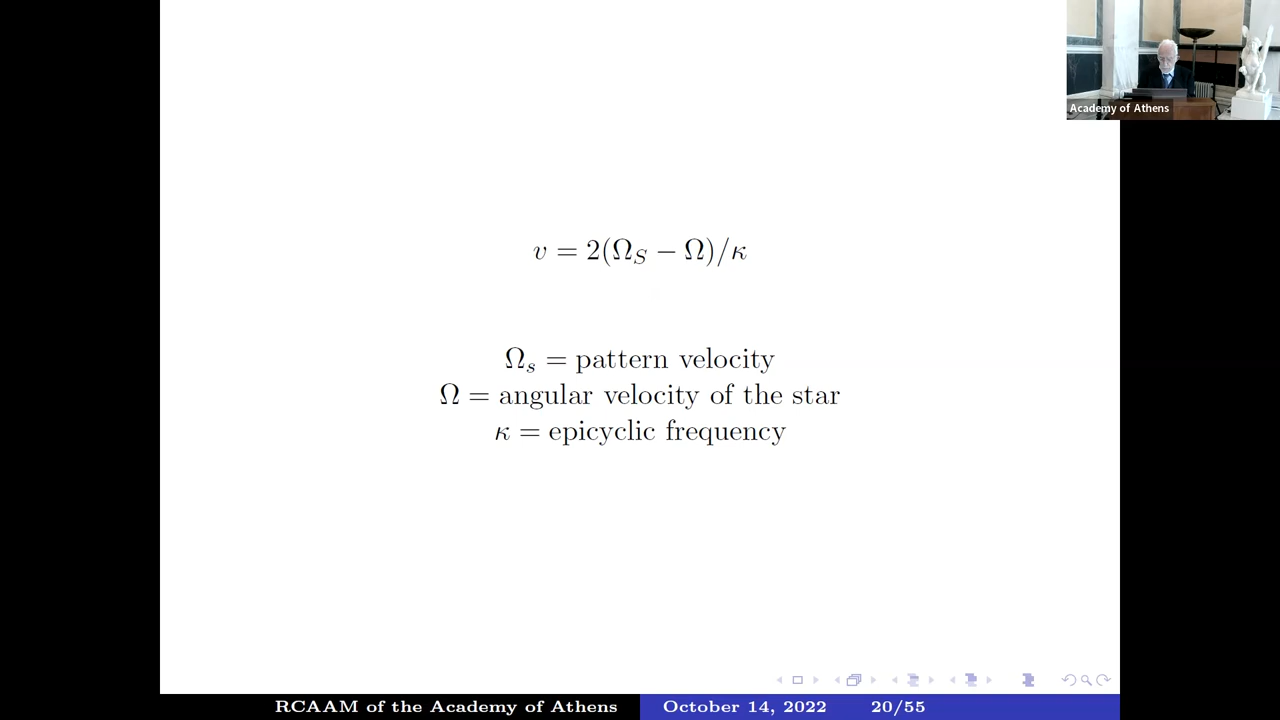 Academy of Athens
v = 2(Ω_S − Ω)/κ
Ω_s = pattern velocity
Ω = angular velocity of the star
κ = epicyclic frequency
RCAAM of the Academy of Athens October 14, 2022 20/55